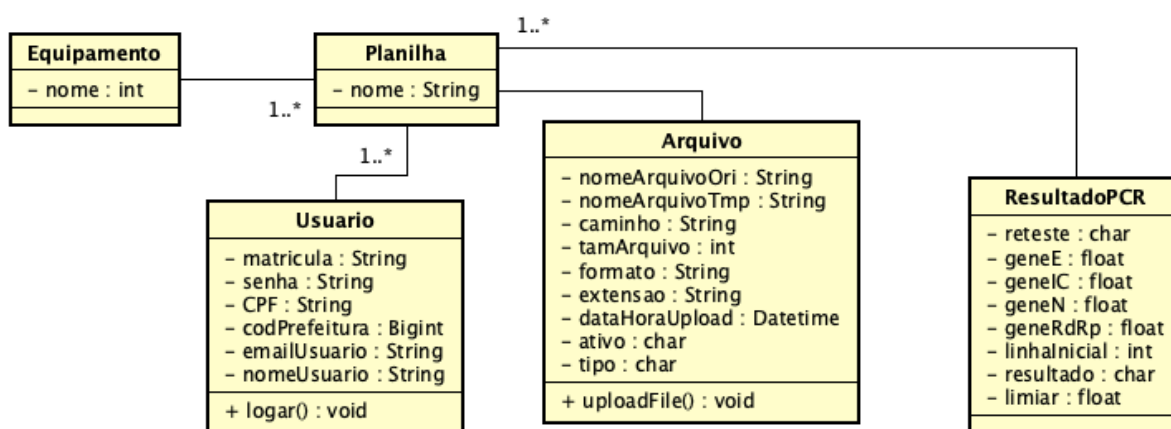 1..*
Equipamento
– nome : int
1..*
Planilha
– nome : String
1..*
Usuario
– matricula : String
– senha : String
– CPF : String
– codPrefeitura : Bigint
– emailUsuario : String
– nomeUsuario : String
+ logar() : void
Arquivo
– nomeArquivoOri : String
– nomeArquivoTmp : String
– caminho : String
– tamArquivo : int
– formato : String
– extensao : String
– dataHoraUpload : Datetime
– ativo : char
– tipo : char
+ uploadFile() : void
ResultadoPCR
– reteste : char
– geneE : float
– geneIC : float
– geneN : float
– geneRdRp : float
– linhaInicial : int
– resultado : char
– limiar : float